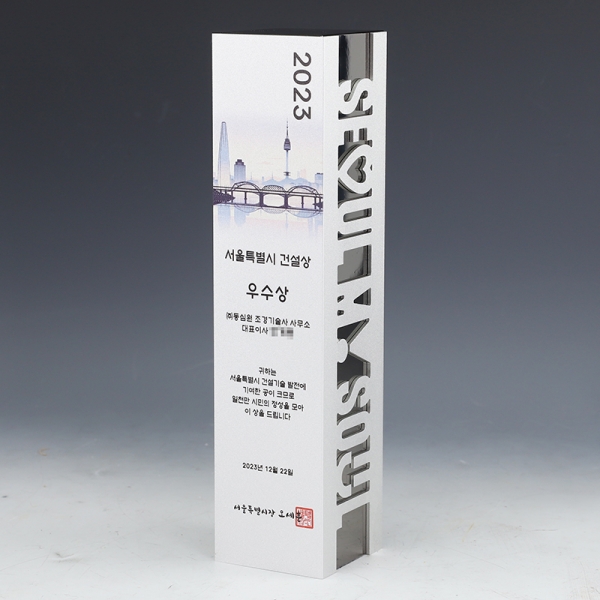 2023
서울특별시 건설상
우수상
㈜동심원 조경기술사 사무소
대표이사
귀하는
서울특별시 건설기술 발전에
기여한 공이 크므로
일천만 시민의 정성을 모아
이 상을 드립니다
2023년 12월 22일
서울특별시장 오세훈
SEOUL MY SOUL